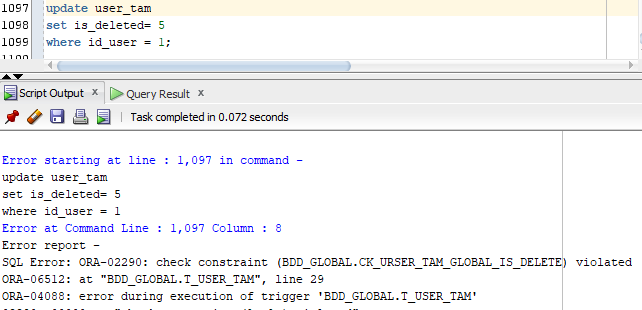 1097 update user_tam
1098 set is_deleted= 5
1099 where id_user = 1;
Script Output x Query Result x
Task completed in 0.072 seconds
Error starting at line : 1,097 in command -
update user_tam
set is_deleted= 5
where id_user = 1
Error at Command Line : 1,097 Column : 8
Error report -
SQL Error: ORA-02290: check constraint (BDD_GLOBAL.CK_URSER_TAM_GLOBAL_IS_DELETE) violated
ORA-06512: at "BDD_GLOBAL.T_USER_TAM", line 29
ORA-04088: error during execution of trigger 'BDD_GLOBAL.T_USER_TAM'